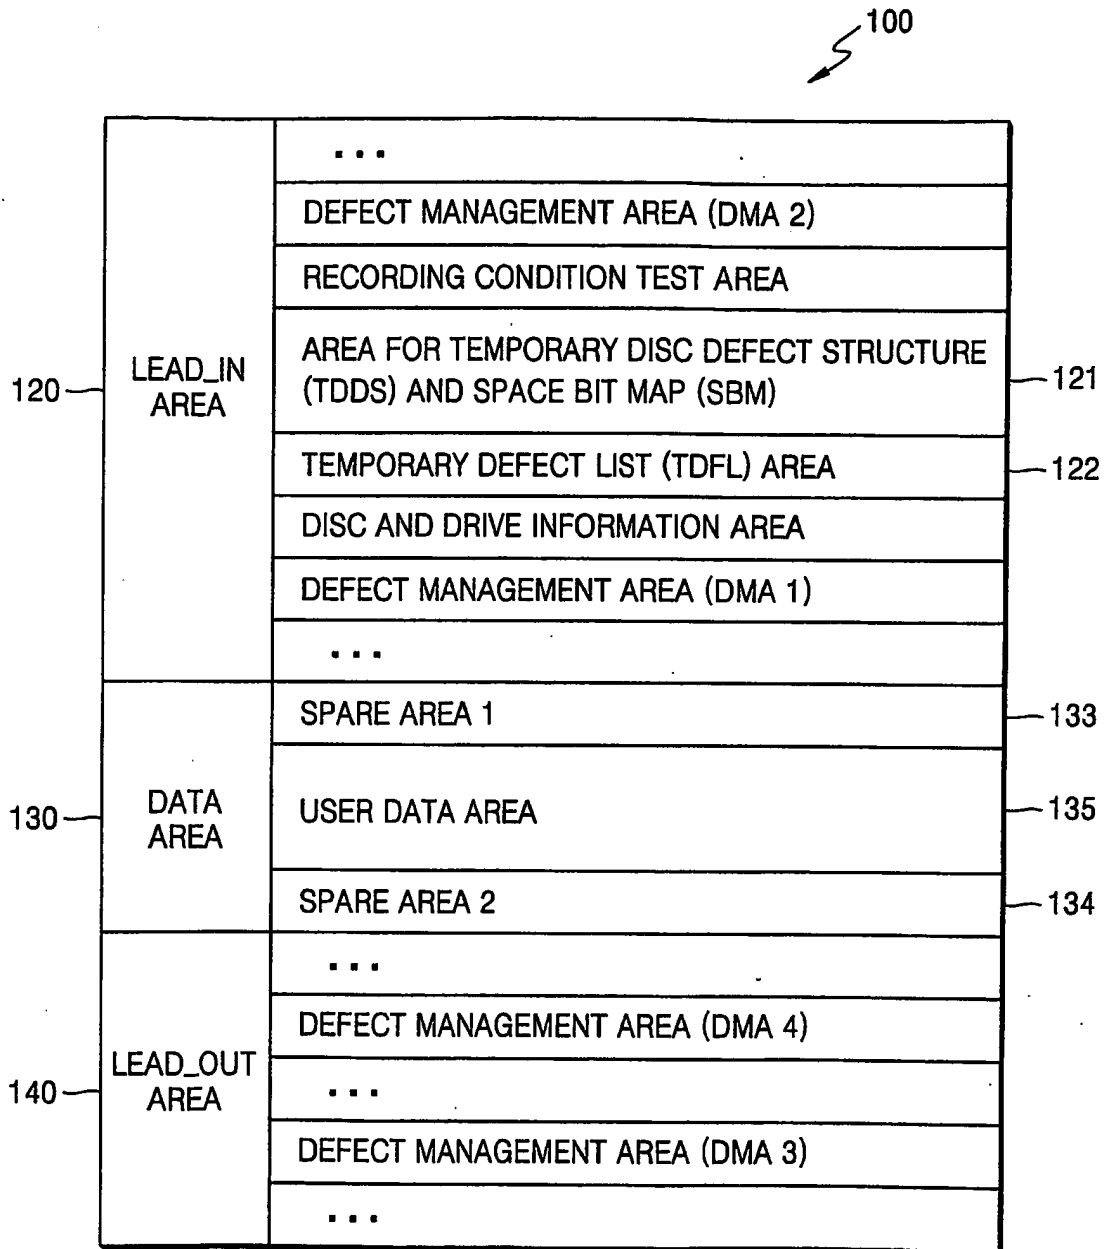 100
...
DEFECT MANAGEMENT AREA (DMA 2)
RECORDING CONDITION TEST AREA
120
LEAD_IN
AREA
AREA FOR TEMPORARY DISC DEFECT STRUCTURE
(TDDS) AND SPACE BIT MAP (SBM)
121
TEMPORARY DEFECT LIST (TDFL) AREA
122
DISC AND DRIVE INFORMATION AREA
DEFECT MANAGEMENT AREA (DMA 1)
...
SPARE AREA 1
133
130
DATA
AREA
USER DATA AREA
135
SPARE AREA 2
134
...
DEFECT MANAGEMENT AREA (DMA 4)
140
LEAD_OUT
AREA
...
DEFECT MANAGEMENT AREA (DMA 3)
...